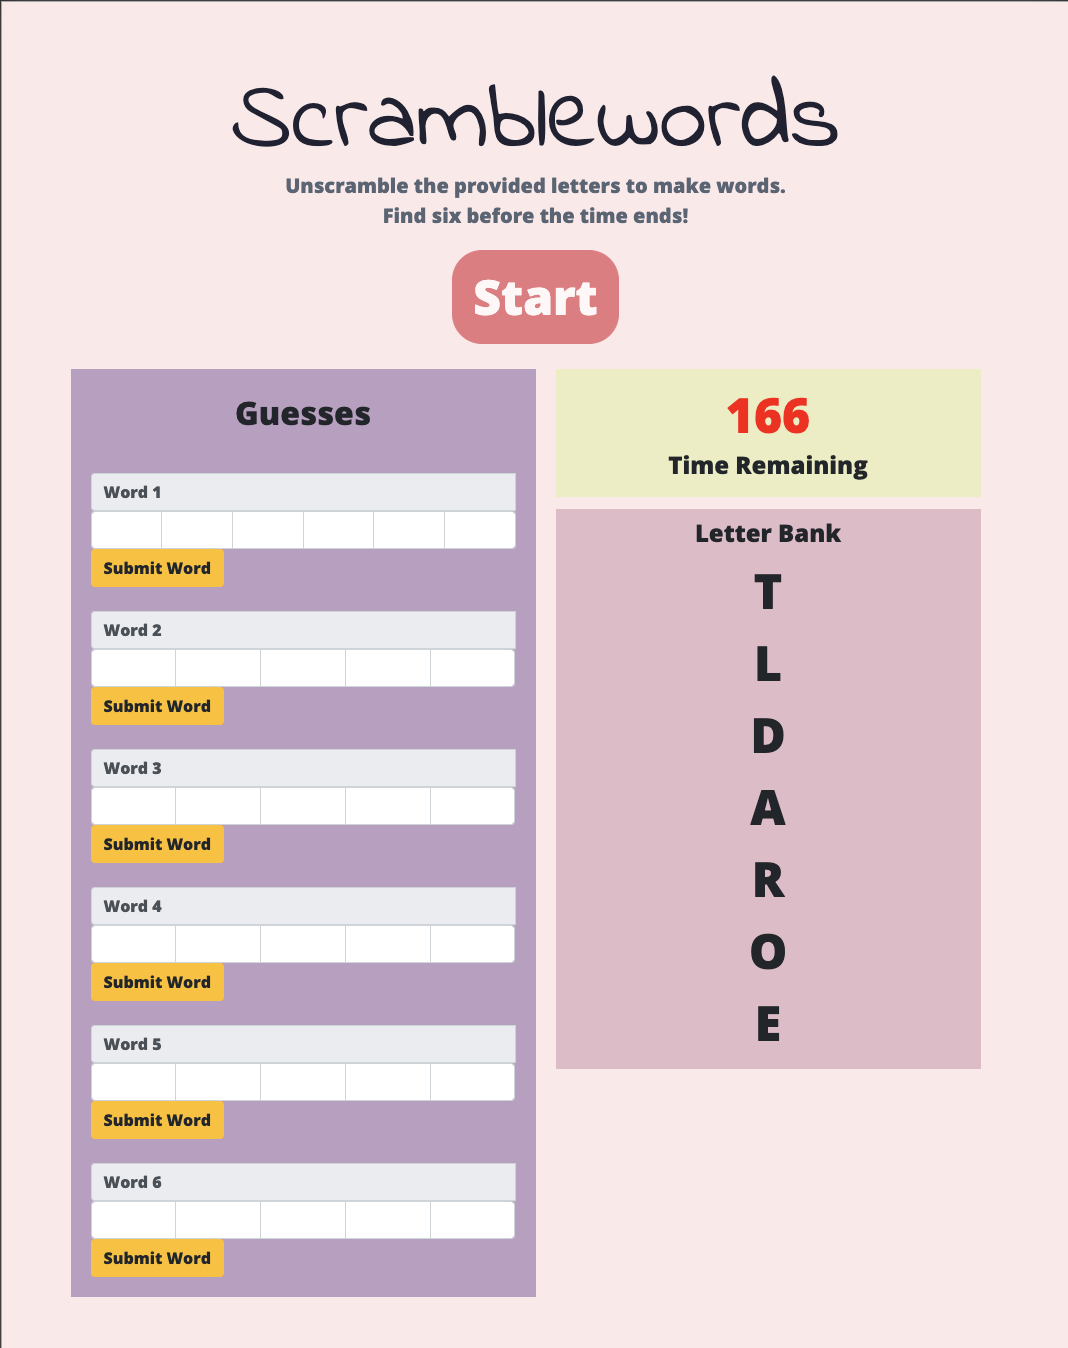 Scramblewords
Unscramble the provided letters to make words.
Find six before the time ends!
Start
Guesses
Word 1
Submit Word
Word 2
Submit Word
Word 3
Submit Word
Word 4
Submit Word
Word 5
Submit Word
Word 6
Submit Word
166
Time Remaining
Letter Bank
T
L
D
A
R
O
E